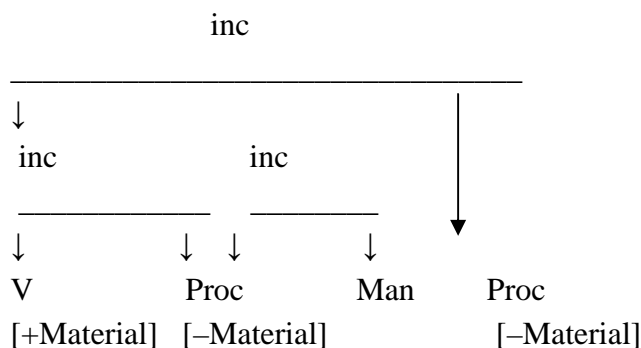 inc
inc inc
V Proc Man Proc
[+Material] [–Material] [–Material]